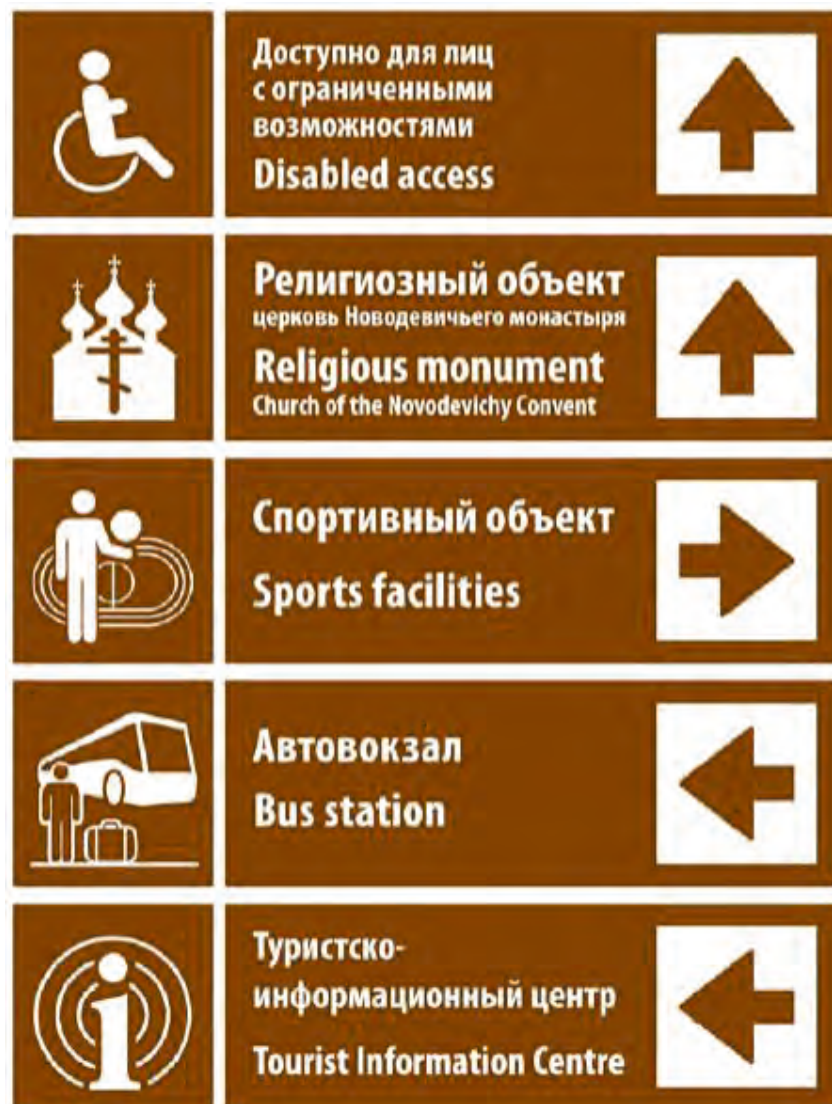 Доступно для лиц
с ограниченными
возможностями
Disabled access
Религиозный объект
церковь Новодевичьего монастыря
Religious monument
Church of the Novodevichy Convent
Спортивный объект
Sports facilities
Автовокзал
Bus station
Туристско-
информационный центр
Tourist Information Centre